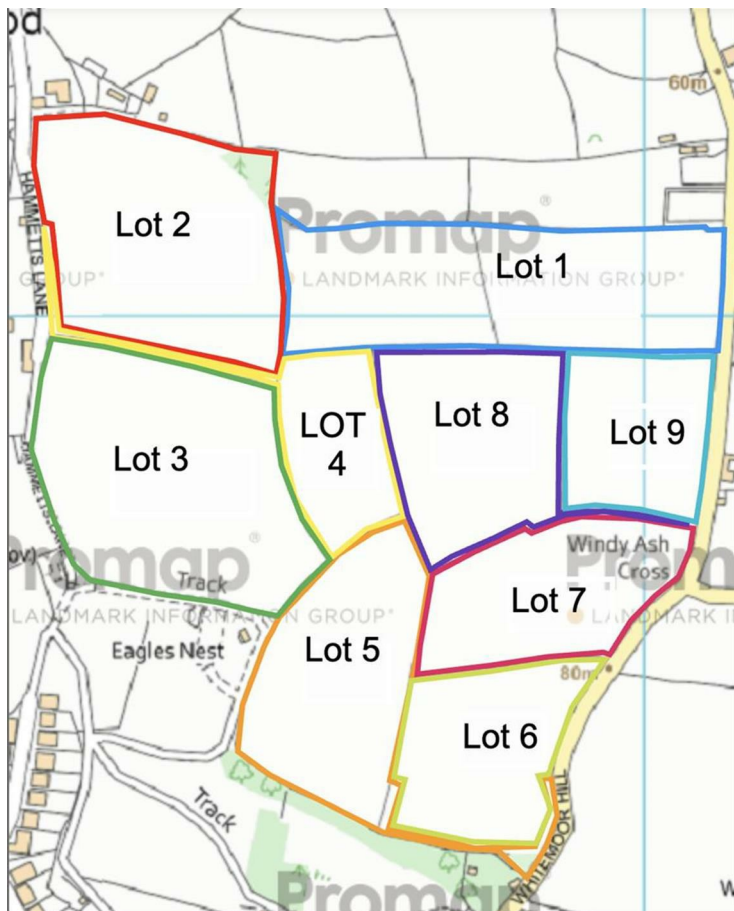 od
60m
HAMMETTS LANE
Lot 2
Promap®
GROUP®
© LANDMARK INFORMATION GROUP®
Lot 1
Lot 8
LOT
4
Lot 9
Lot 3
ov)
Promap®
Track
Windy Ash
Cross
Prom
LANDMARK INFORMATION GROUP®
Lot 7
LANDMARK I
Eagles Nest
Lot 5
80m
Lot 6
Track
WHITEMOOR HILL
Promap
W